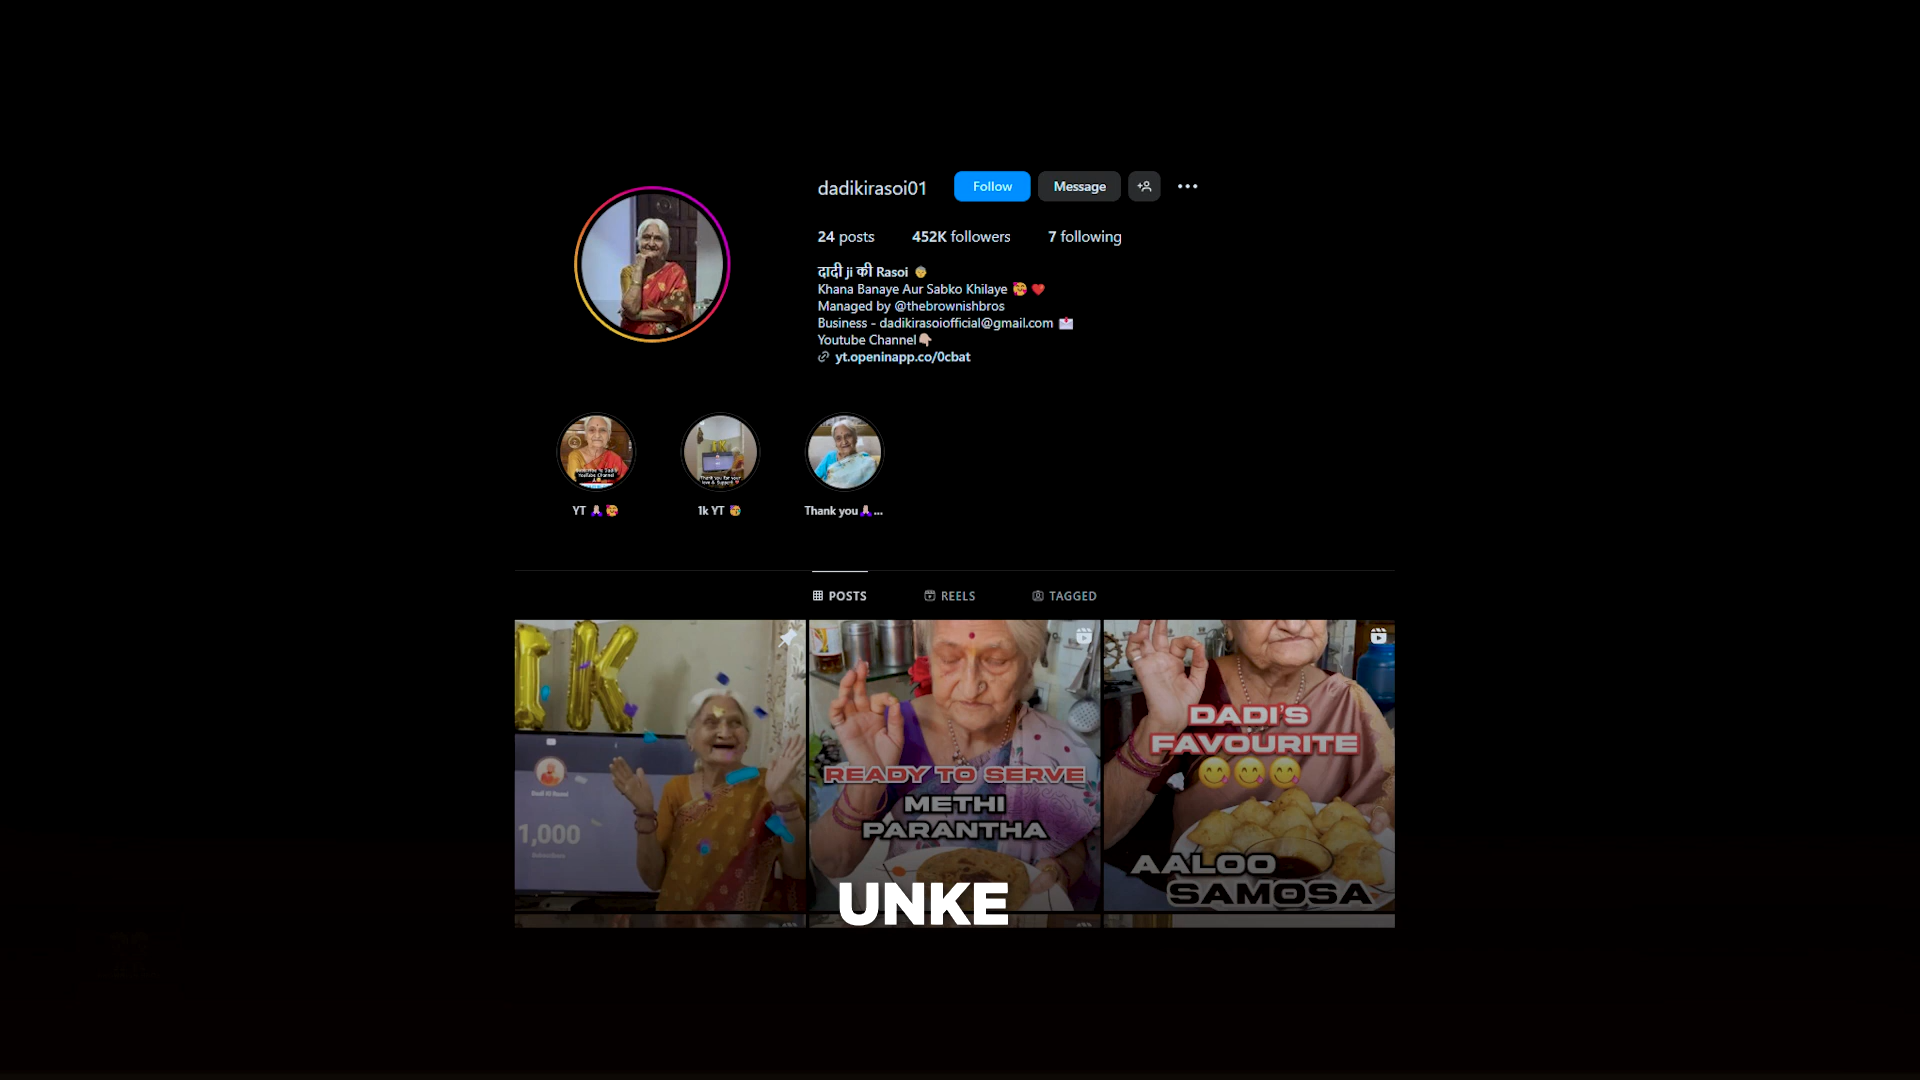 dadikirasoi01 Follow Message
24 posts 452K followers 7 following
दादी ji की Rasoi
Khana Banaye Aur Sabko Khilaye
Managed by @thebrownishbros
Business - dadikirasoiofficial@gmail.com
Youtube Channel
yt.openinapp.co/0cbat
YT 1k YT Thank you...
POSTS REELS TAGGED
1K
1,000
READY TO SERVE
METHI
PARANTHA
DADI'S
FAVOURITE
AALOO
SAMOSA
UNKE